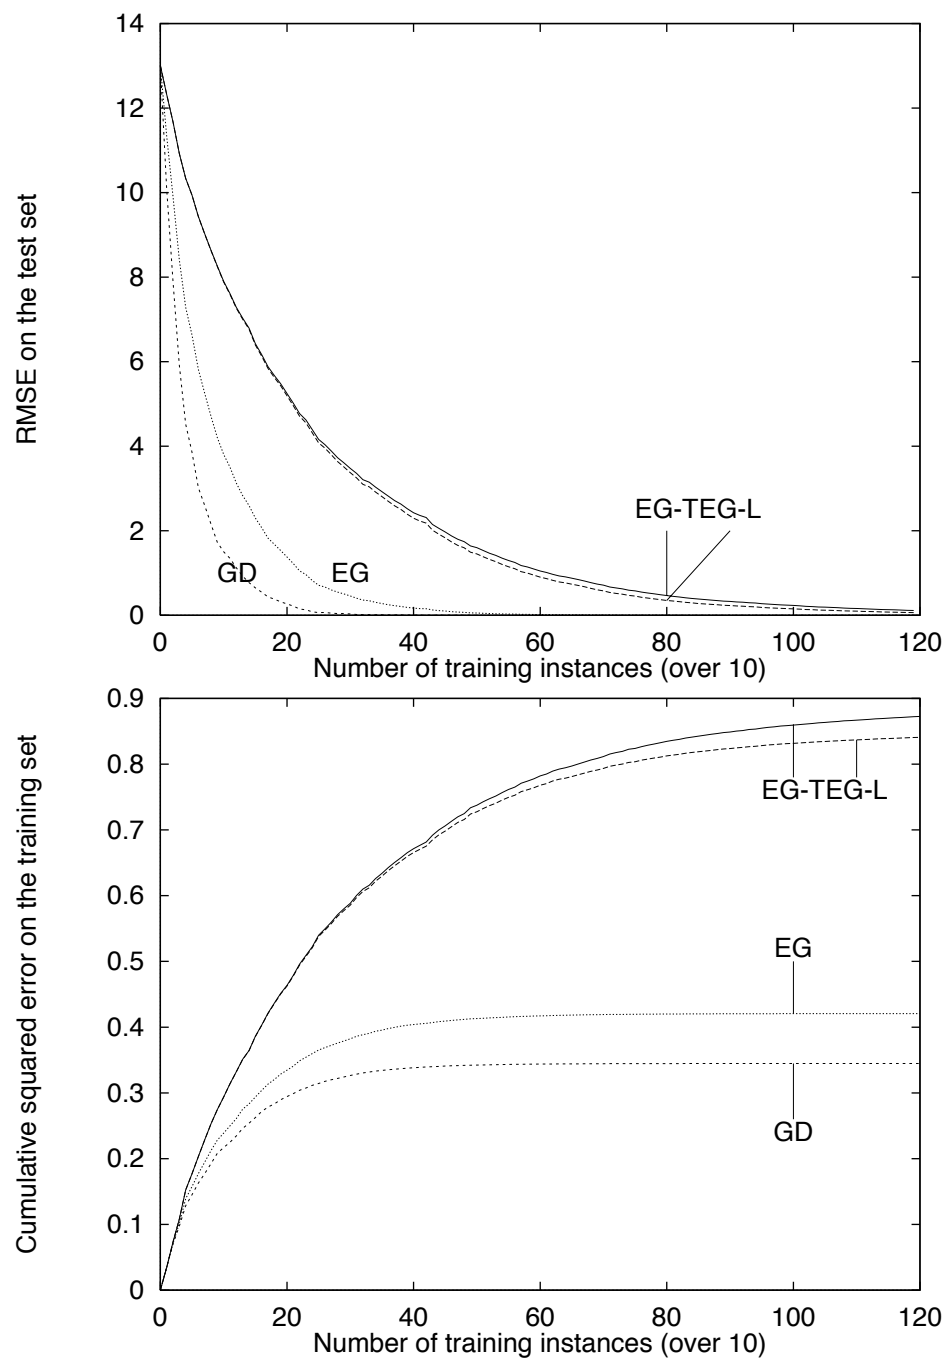 14
12
10
8
6
4
2
0
RMSE on the test set
EG-TEG-L
GD
EG
0 20 40 60 80 100 120
Number of training instances (over 10)
0.9
0.8
0.7
0.6
0.5
0.4
0.3
0.2
0.1
0
Cumulative squared error on the training set
EG-TEG-L
EG
GD
0 20 40 60 80 100 120
Number of training instances (over 10)